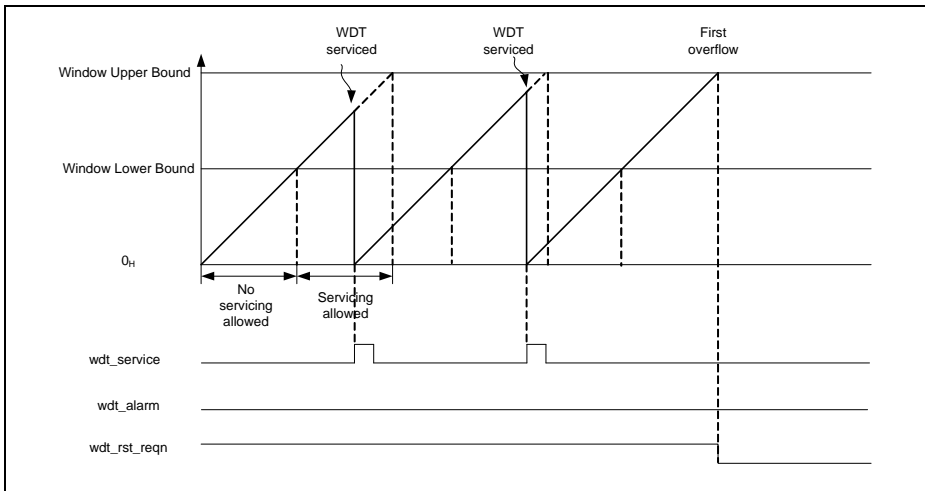 WDT
serviced
WDT
serviced
First
overflow
Window Upper Bound
Window Lower Bound
0H
No
servicing
allowed
Servicing
allowed
wdt_service
wdt_alarm
wdt_rst_reqn